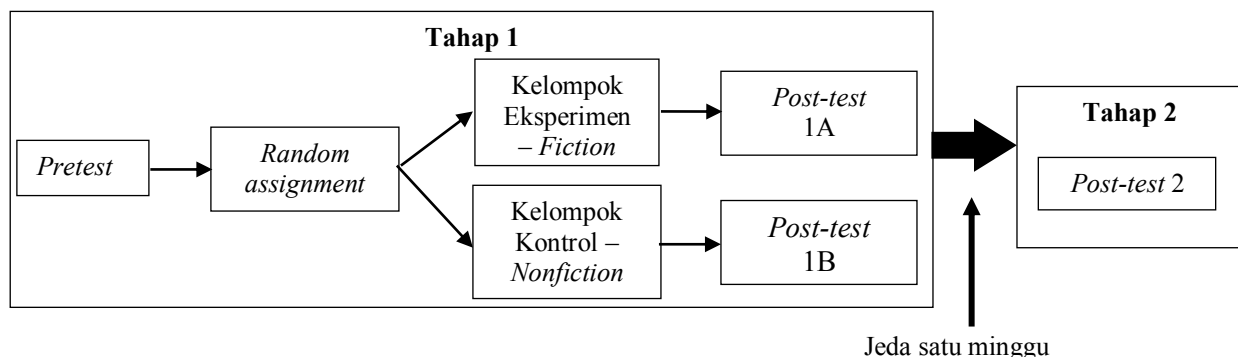 Tahap 1
Pretest
Random
assignment
Kelompok
Eksperimen
– Fiction
Post-test
1A
Kelompok
Kontrol –
Nonfiction
Post-test
1B
Tahap 2
Post-test 2
Jeda satu minggu